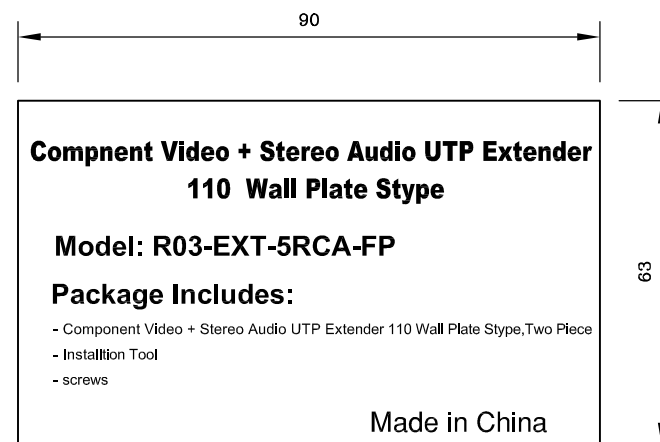 90
Compnent Video + Stereo Audio UTP Extender
110 Wall Plate Stype
Model: R03-EXT-5RCA-FP
63
Package Includes:
- Component Video + Stereo Audio UTP Extender 110 Wall Plate Stype,Two Piece
- Installtion Tool
- screws
Made in China